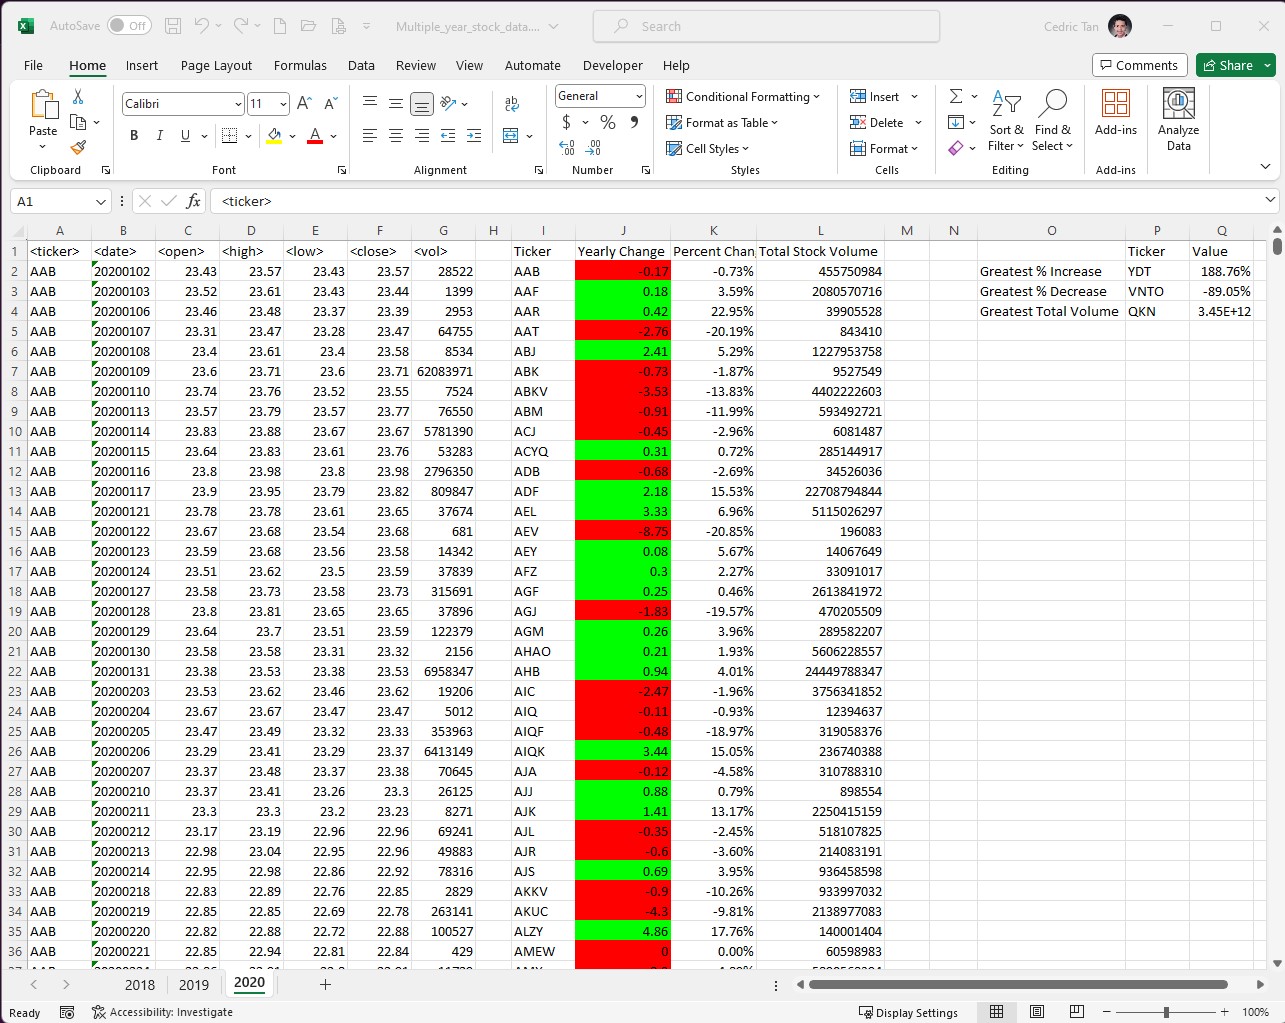 AutoSave Off Multiple_year_stock_data.... Search Cedric Tan
File Home Insert Page Layout Formulas Data Review View Automate Developer Help Comments Share
Paste
Calibri 11
B I U A
ab
General
$ % 9
Conditional Formatting
Format as Table
Cell Styles
Insert
Delete
Format
Sort & Filter
Find & Select
Add-ins
Analyze Data
Clipboard Font Alignment Number Styles Cells Editing Add-ins
A1 fx <ticker>
A B C D E F G H I J K L M N O P Q
1 <ticker> <date> <open> <high> <low> <close> <vol> Ticker Yearly Change Percent Chan Total Stock Volume Ticker Value
2 AAB 20200102 23.43 23.57 23.43 23.57 28522 AAB -0.17 -0.73% 455750984 Greatest % Increase YDT 188.76%
3 AAB 20200103 23.52 23.61 23.43 23.44 1399 AAF 0.18 3.59% 2080570716 Greatest % Decrease VNTO -89.05%
4 AAB 20200106 23.46 23.48 23.37 23.39 2953 AAR 0.42 22.95% 39905528 Greatest Total Volume QKN 3.45E+12
5 AAB 20200107 23.31 23.47 23.28 23.47 64755 AAT -2.76 -20.19% 843410
6 AAB 20200108 23.4 23.61 23.4 23.58 8534 ABJ 2.41 5.29% 1227953758
7 AAB 20200109 23.6 23.71 23.6 23.71 62083971 ABK -0.73 -1.87% 9527549
8 AAB 20200110 23.74 23.76 23.52 23.55 7524 ABKV -3.53 -13.83% 4402222603
9 AAB 20200113 23.57 23.79 23.57 23.77 76550 ABM -0.91 -11.99% 593492721
10 AAB 20200114 23.83 23.88 23.67 23.67 5781390 ACJ -0.45 -2.96% 6081487
11 AAB 20200115 23.64 23.83 23.61 23.76 53283 ACYQ 0.31 0.72% 285144917
12 AAB 20200116 23.8 23.98 23.8 23.98 2796350 ADB -0.68 -2.69% 34526036
13 AAB 20200117 23.9 23.95 23.79 23.82 809847 ADF 2.18 15.53% 22708794844
14 AAB 20200121 23.78 23.78 23.61 23.65 37674 AEL 3.33 6.96% 5115026297
15 AAB 20200122 23.67 23.68 23.54 23.68 681 AEV -8.75 -20.85% 196083
16 AAB 20200123 23.59 23.68 23.56 23.58 14342 AEY 0.08 5.67% 14067649
17 AAB 20200124 23.51 23.62 23.5 23.59 37839 AFZ 0.3 2.27% 33091017
18 AAB 20200127 23.58 23.73 23.58 23.73 315691 AGF 0.25 0.46% 2613841972
19 AAB 20200128 23.8 23.81 23.65 23.65 37896 AGJ -1.83 -19.57% 470205509
20 AAB 20200129 23.64 23.7 23.51 23.59 122379 AGM 0.26 3.96% 289582207
21 AAB 20200130 23.58 23.58 23.31 23.32 2156 AHAO 0.21 1.93% 5606228557
22 AAB 20200131 23.38 23.53 23.38 23.53 6958347 AHB 0.94 4.01% 24449788347
23 AAB 20200203 23.53 23.62 23.46 23.62 19206 AIC -2.47 -1.96% 3756341852
24 AAB 20200204 23.67 23.67 23.47 23.47 5012 AIQ -0.11 -0.93% 12394637
25 AAB 20200205 23.47 23.49 23.32 23.33 353963 AIQF -0.48 -18.97% 319058376
26 AAB 20200206 23.29 23.41 23.29 23.37 6413149 AIQK 3.44 15.05% 236740388
27 AAB 20200207 23.37 23.48 23.37 23.38 70645 AJA -0.12 -4.58% 310788310
28 AAB 20200210 23.37 23.41 23.26 23.3 26125 AJJ 0.88 0.79% 898554
29 AAB 20200211 23.3 23.3 23.2 23.23 8271 AJK 1.41 13.17% 2250415159
30 AAB 20200212 23.17 23.19 22.96 22.96 69241 AJL -0.35 -2.45% 518107825
31 AAB 20200213 22.98 23.04 22.95 22.96 49883 AJR -0.6 -3.60% 214083191
32 AAB 20200214 22.95 22.98 22.86 22.92 78316 AJS 0.69 3.95% 936458598
33 AAB 20200218 22.83 22.89 22.76 22.85 2829 AKKV -0.9 -10.26% 933997032
34 AAB 20200219 22.85 22.85 22.69 22.78 263141 AKUC -4.3 -9.81% 2138977083
35 AAB 20200220 22.82 22.88 22.72 22.88 100527 ALZY 4.86 17.76% 140001404
36 AAB 20200221 22.85 22.94 22.81 22.84 429 AMEW 0 0.00% 60598983
2018 2019 2020
Ready Accessibility: Investigate Display Settings 100%